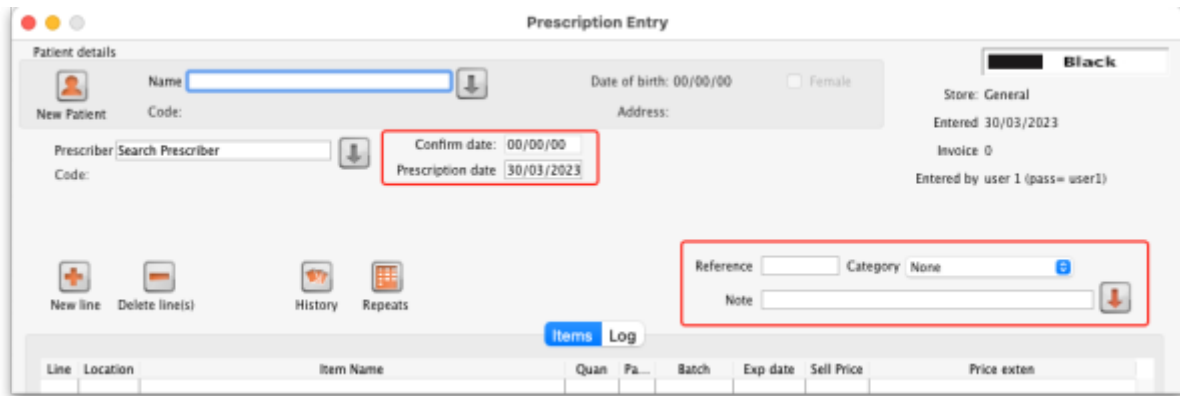 Prescription Entry
Patient details
Black
Name
Date of birth: 00/00/00
Female
New Patient
Code:
Address:
Store: General
Entered 30/03/2023
Prescriber Search Prescriber
Confirm date: 00/00/00
Invoice 0
Code:
Prescription date 30/03/2023
Entered by user 1 (pass= user1)
Reference
Category None
New line
Delete line(s)
History
Repeats
Note
Items
Log
Line Location Item Name Quan Pa... Batch Exp date Sell Price Price exten